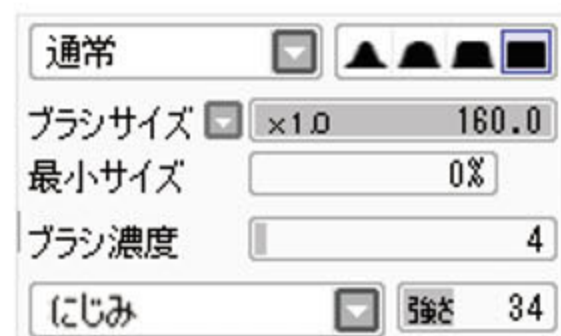 通常
ブラシサイズ ×1.0 160.0
最小サイズ 0%
ブラシ濃度 4
にじみ 強さ 34